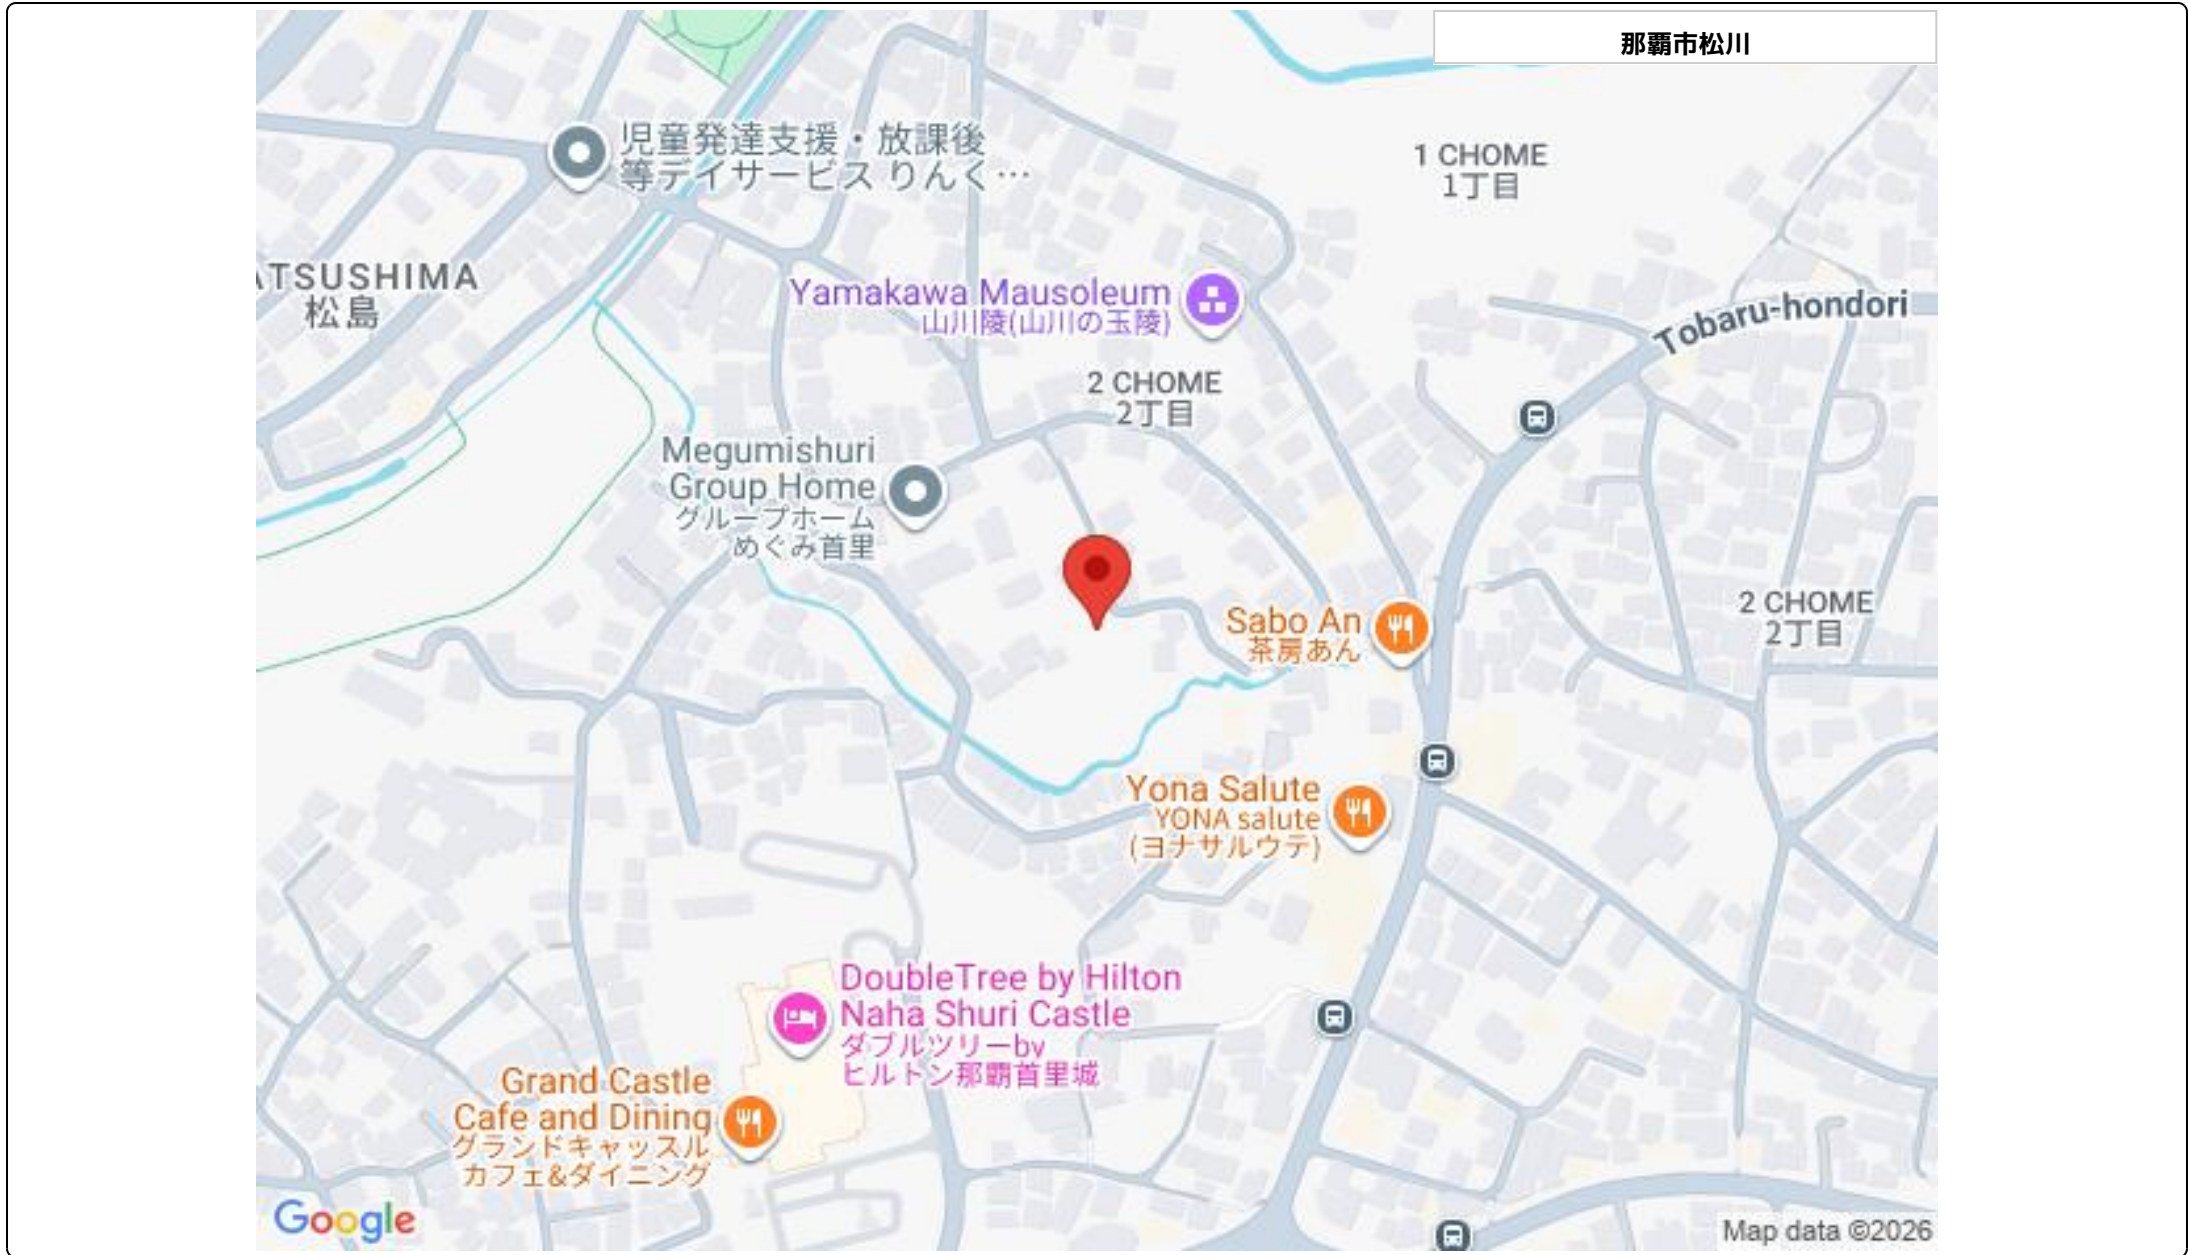 那覇市松川
児童発達支援・放課後
等デイサービス りんく…
1 CHOME
1丁目
ATSUSHIMA
松島
Yamakawa Mausoleum
山川陵(山川の玉陵)
Tobaru-hondori
2 CHOME
2丁目
Megumishuri
Group Home
グループホーム
めぐみ首里
2 CHOME
2丁目
Sabo An
茶房あん
Yona Salute
YONA salute
(ヨナサルウテ)
DoubleTree by Hilton
Naha Shuri Castle
ダブルツリーby
ヒルトン那覇首里城
Grand Castle
Cafe and Dining
グランドキャッスル
カフェ&ダイニング
Google
Map data ©2026